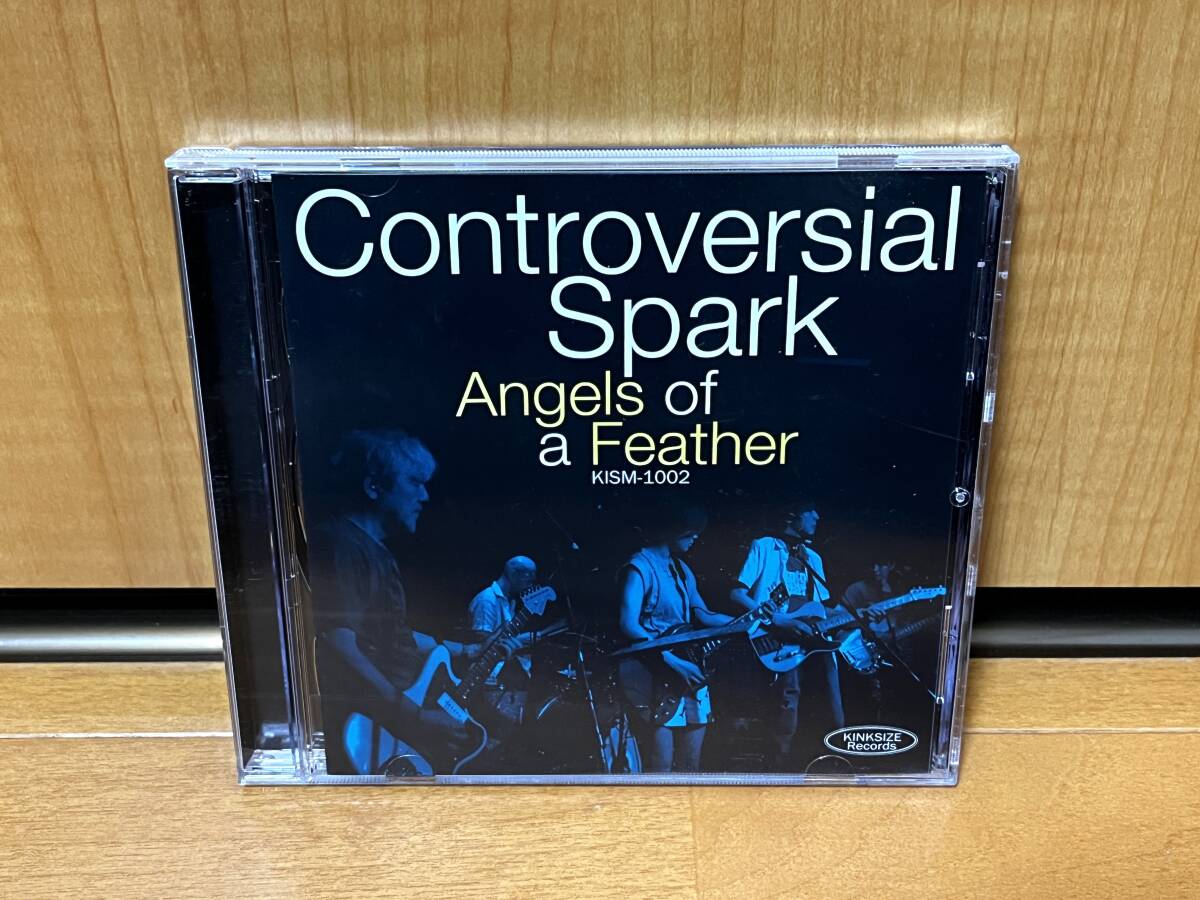 Controversial
Spark
Angels of
a Feather
KISM-1002
KINKSIZE
Records